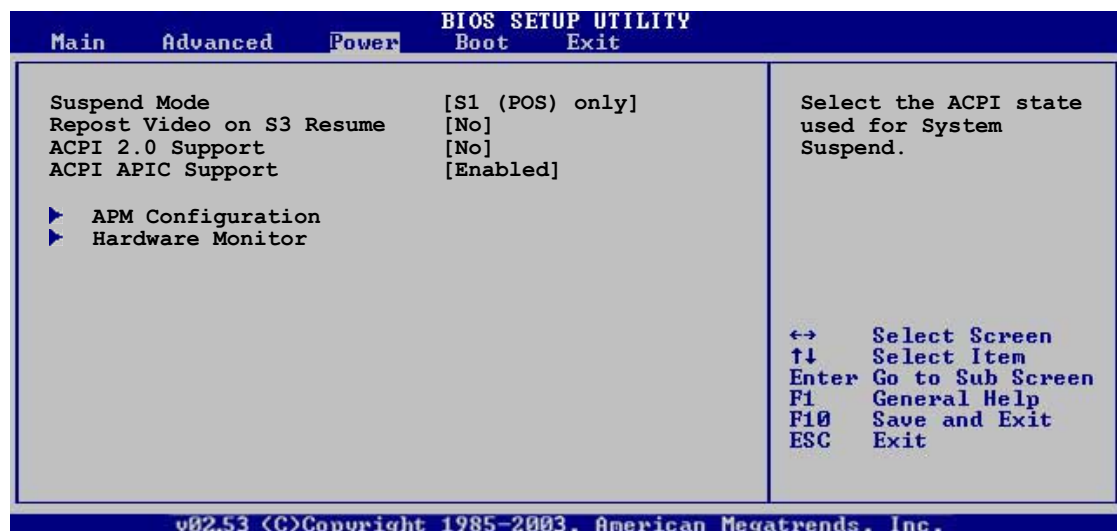 BIOS SETUP UTILITY
Main Advanced Power Boot Exit
Suspend Mode [S1 (POS) only]
Repost Video on S3 Resume [No]
ACPI 2.0 Support [No]
ACPI APIC Support [Enabled]
APM Configuration
Hardware Monitor
Select the ACPI state
used for System
Suspend.
←→ Select Screen
↑↓ Select Item
Enter Go to Sub Screen
F1 General Help
F10 Save and Exit
ESC Exit
v02.53 (C)Copyright 1985-2003, American Megatrends, Inc.